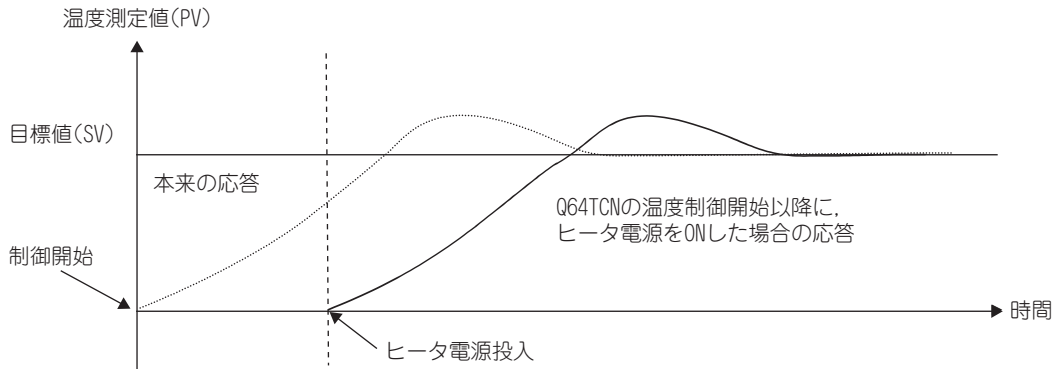 温度測定値(PV)
目標値(SV)
本来の応答
Q64TCNの温度制御開始以降に,
ヒータ電源をONした場合の応答
制御開始
時間
ヒータ電源投入